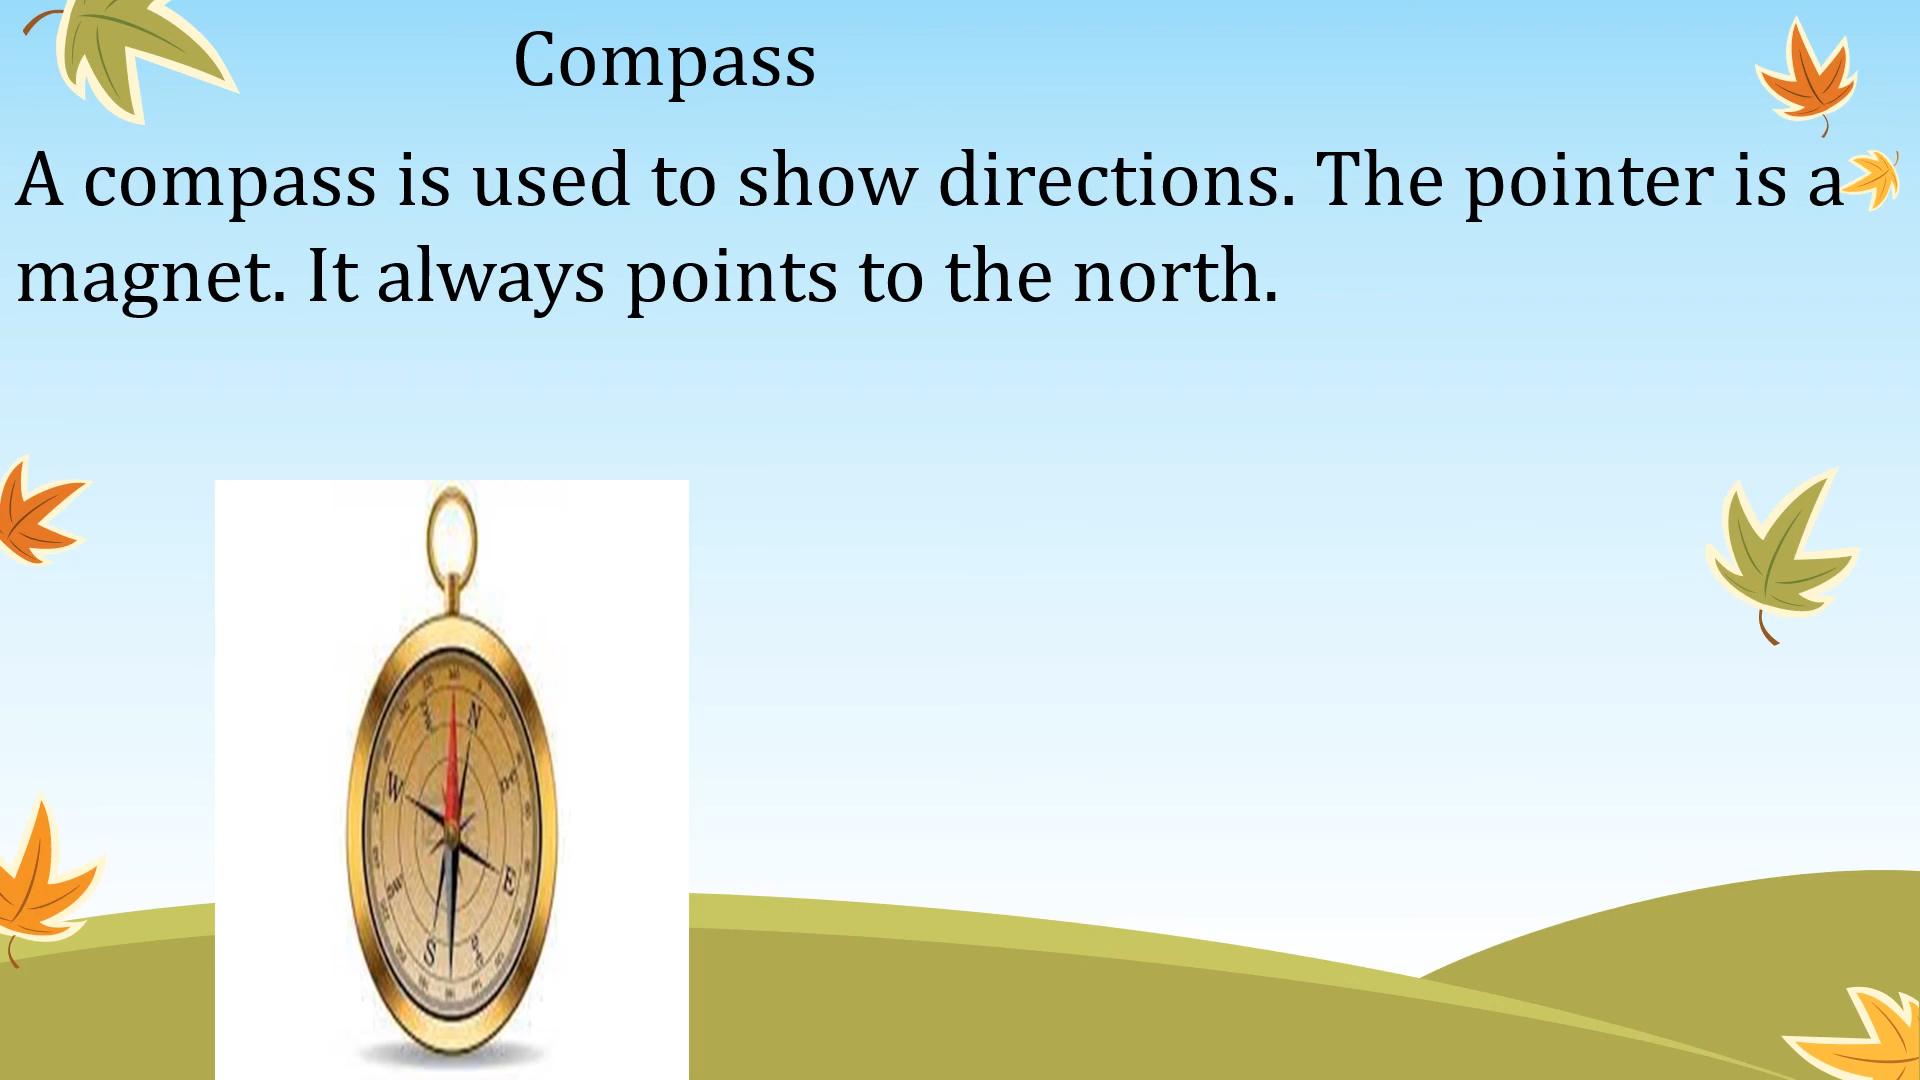 Compass
A compass is used to show directions. The pointer is a
magnet. It always points to the north.
N
W
E
S